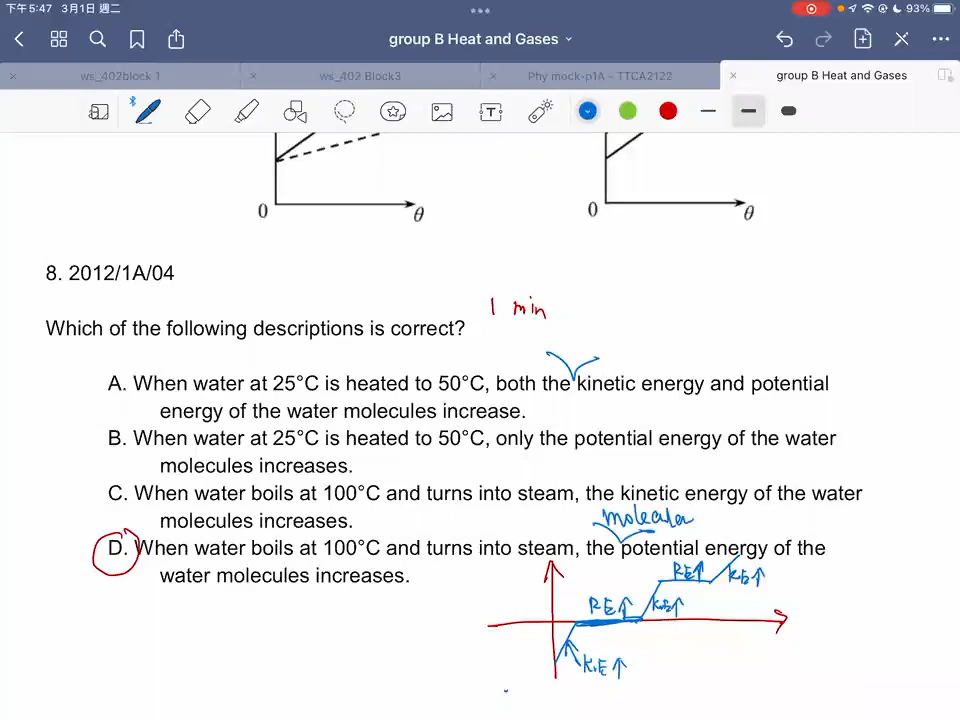 下午5:47 3月1日 週二
93%
group B Heat and Gases
ws_402block 1
ws_402 Block3
Phy mock-p1A – TTCA2122
group B Heat and Gases
0 θ
0 θ
8. 2012/1A/04
1 min
Which of the following descriptions is correct?
A. When water at 25°C is heated to 50°C, both the kinetic energy and potential
energy of the water molecules increase.
B. When water at 25°C is heated to 50°C, only the potential energy of the water
molecules increases.
C. When water boils at 100°C and turns into steam, the kinetic energy of the water
molecules increases.
molecular
D. When water boils at 100°C and turns into steam, the potential energy of the
water molecules increases.
P.E↑ K.E↑
P.E↑ K.E↑
K.E↑